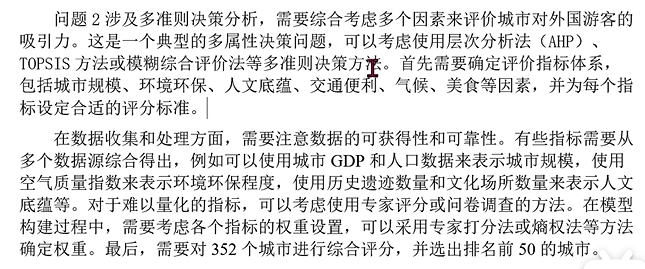 问题 2 涉及多准则决策分析，需要综合考虑多个因素来评价城市对外国游客的
吸引力。这是一个典型的多属性决策问题，可以考虑使用层次分析法（AHP）、
TOPSIS 方法或模糊综合评价法等多准则决策方法。首先需要确定评价指标体系，
包括城市规模、环境环保、人文底蕴、交通便利、气候、美食等因素，并为每个指
标设定合适的评分标准。
在数据收集和处理方面，需要注意数据的可获得性和可靠性。有些指标需要从
多个数据源综合得出，例如可以使用城市 GDP 和人口数据来表示城市规模，使用
空气质量指数来表示环境环保程度，使用历史遗迹数量和文化场所数量来表示人文
底蕴等。对于难以量化的指标，可以考虑使用专家评分或问卷调查的方法。在模型
构建过程中，需要考虑各个指标的权重设置，可以采用专家打分法或熵权法等方法
确定权重。最后，需要对 352 个城市进行综合评分，并选出排名前 50 的城市。